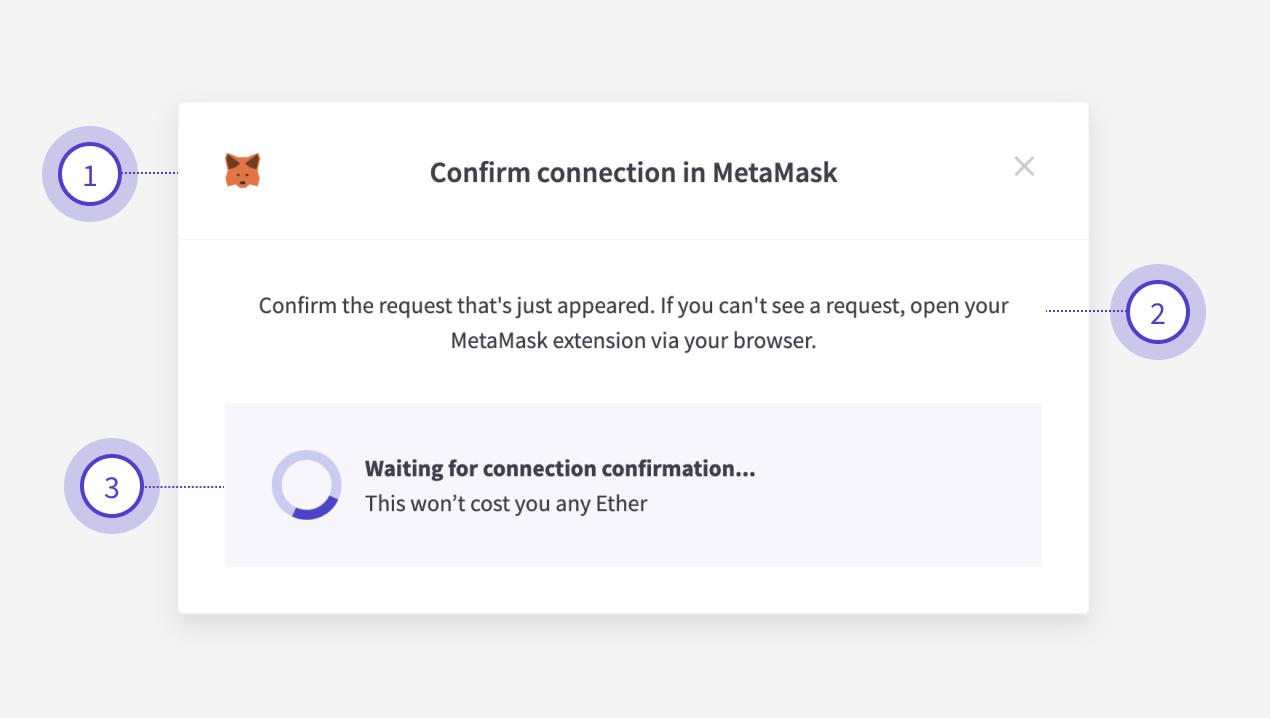 1
Confirm connection in MetaMask
Confirm the request that's just appeared. If you can't see a request, open your
MetaMask extension via your browser.
2
3
Waiting for connection confirmation...
This won’t cost you any Ether